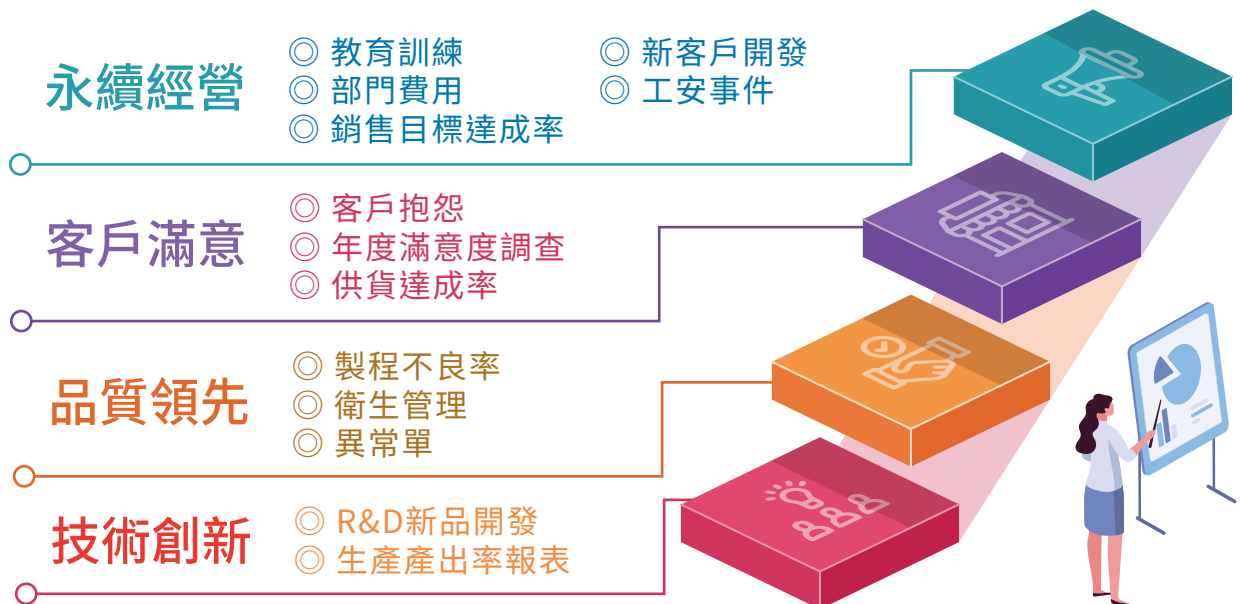 永續經營
◎ 教育訓練
◎ 部門費用
◎ 銷售目標達成率
◎ 新客戶開發
◎ 工安事件
客戶滿意
◎ 客戶抱怨
◎ 年度滿意度調查
◎ 供貨達成率
品質領先
◎ 製程不良率
◎ 衛生管理
◎ 異常單
技術創新
◎ R&D新品開發
◎ 生產產出率報表